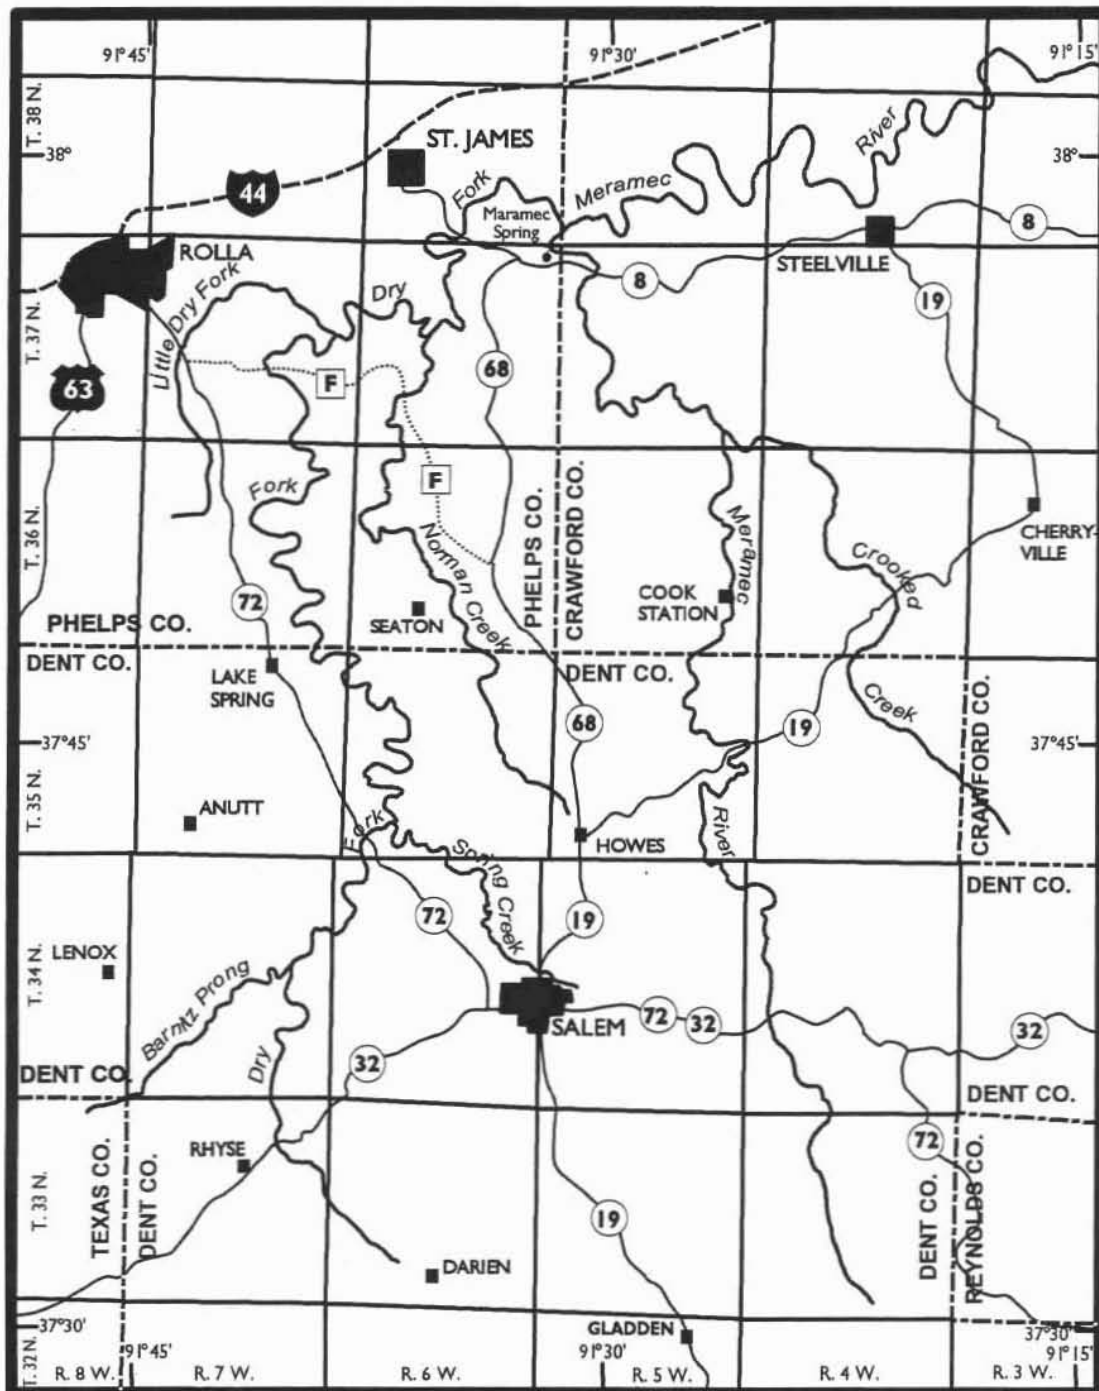 91°45'
91°30'
91°15'
T. 38 N.
38°
ST. JAMES
River
38°
44
Fork
Meramec
Maramec
Spring
8
ROLLA
STEELVILLE
8
Little Dry Fork
Dry
19
T. 37 N.
68
63
F
Fork
F
PHELPS CO.
CRAWFORD CO.
CHERRY-
VILLE
T. 36 N.
Norman Creek
Meramec
Crooked
72
COOK
STATION
SEATON
PHELPS CO.
DENT CO.
DENT CO.
LAKE
SPRING
Creek
68
19
CRAWFORD CO.
37°45'
37°45'
T. 35 N.
ANUTT
Fork
HOWES
River
Spring Creek
DENT CO.
72
19
LENOX
T. 34 N.
Barnitz Prong
72
32
32
SALEM
Dry
32
DENT CO.
DENT CO.
72
RHYSE
TEXAS CO.
DENT CO.
T. 33 N.
DENT CO.
REYNOLDS CO.
19
DARIEN
37°30'
GLADDEN
37°30'
T. 32 N.
91°45'
91°30'
91°15'
R. 8 W.
R. 7 W.
R. 6 W.
R. 5 W.
R. 4 W.
R. 3 W.